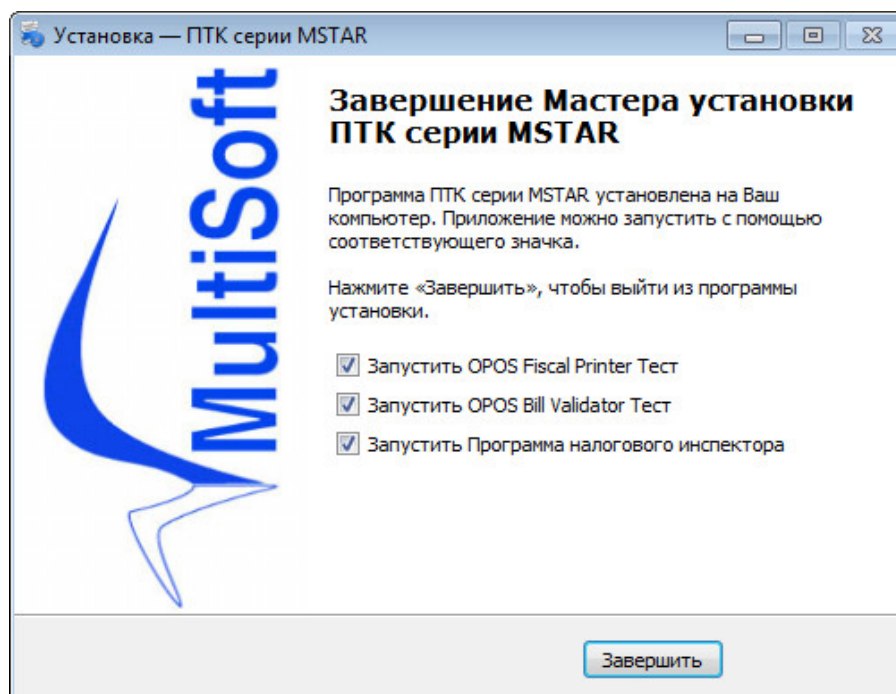 Установка — ПТК серии MSTAR
MultiSoft
Завершение Мастера установки
ПТК серии MSTAR
Программа ПТК серии MSTAR установлена на Ваш
компьютер. Приложение можно запустить с помощью
соответствующего значка.
Нажмите «Завершить», чтобы выйти из программы
установки.
Запустить OPOS Fiscal Printer Тест
Запустить OPOS Bill Validator Тест
Запустить Программа налогового инспектора
Завершить